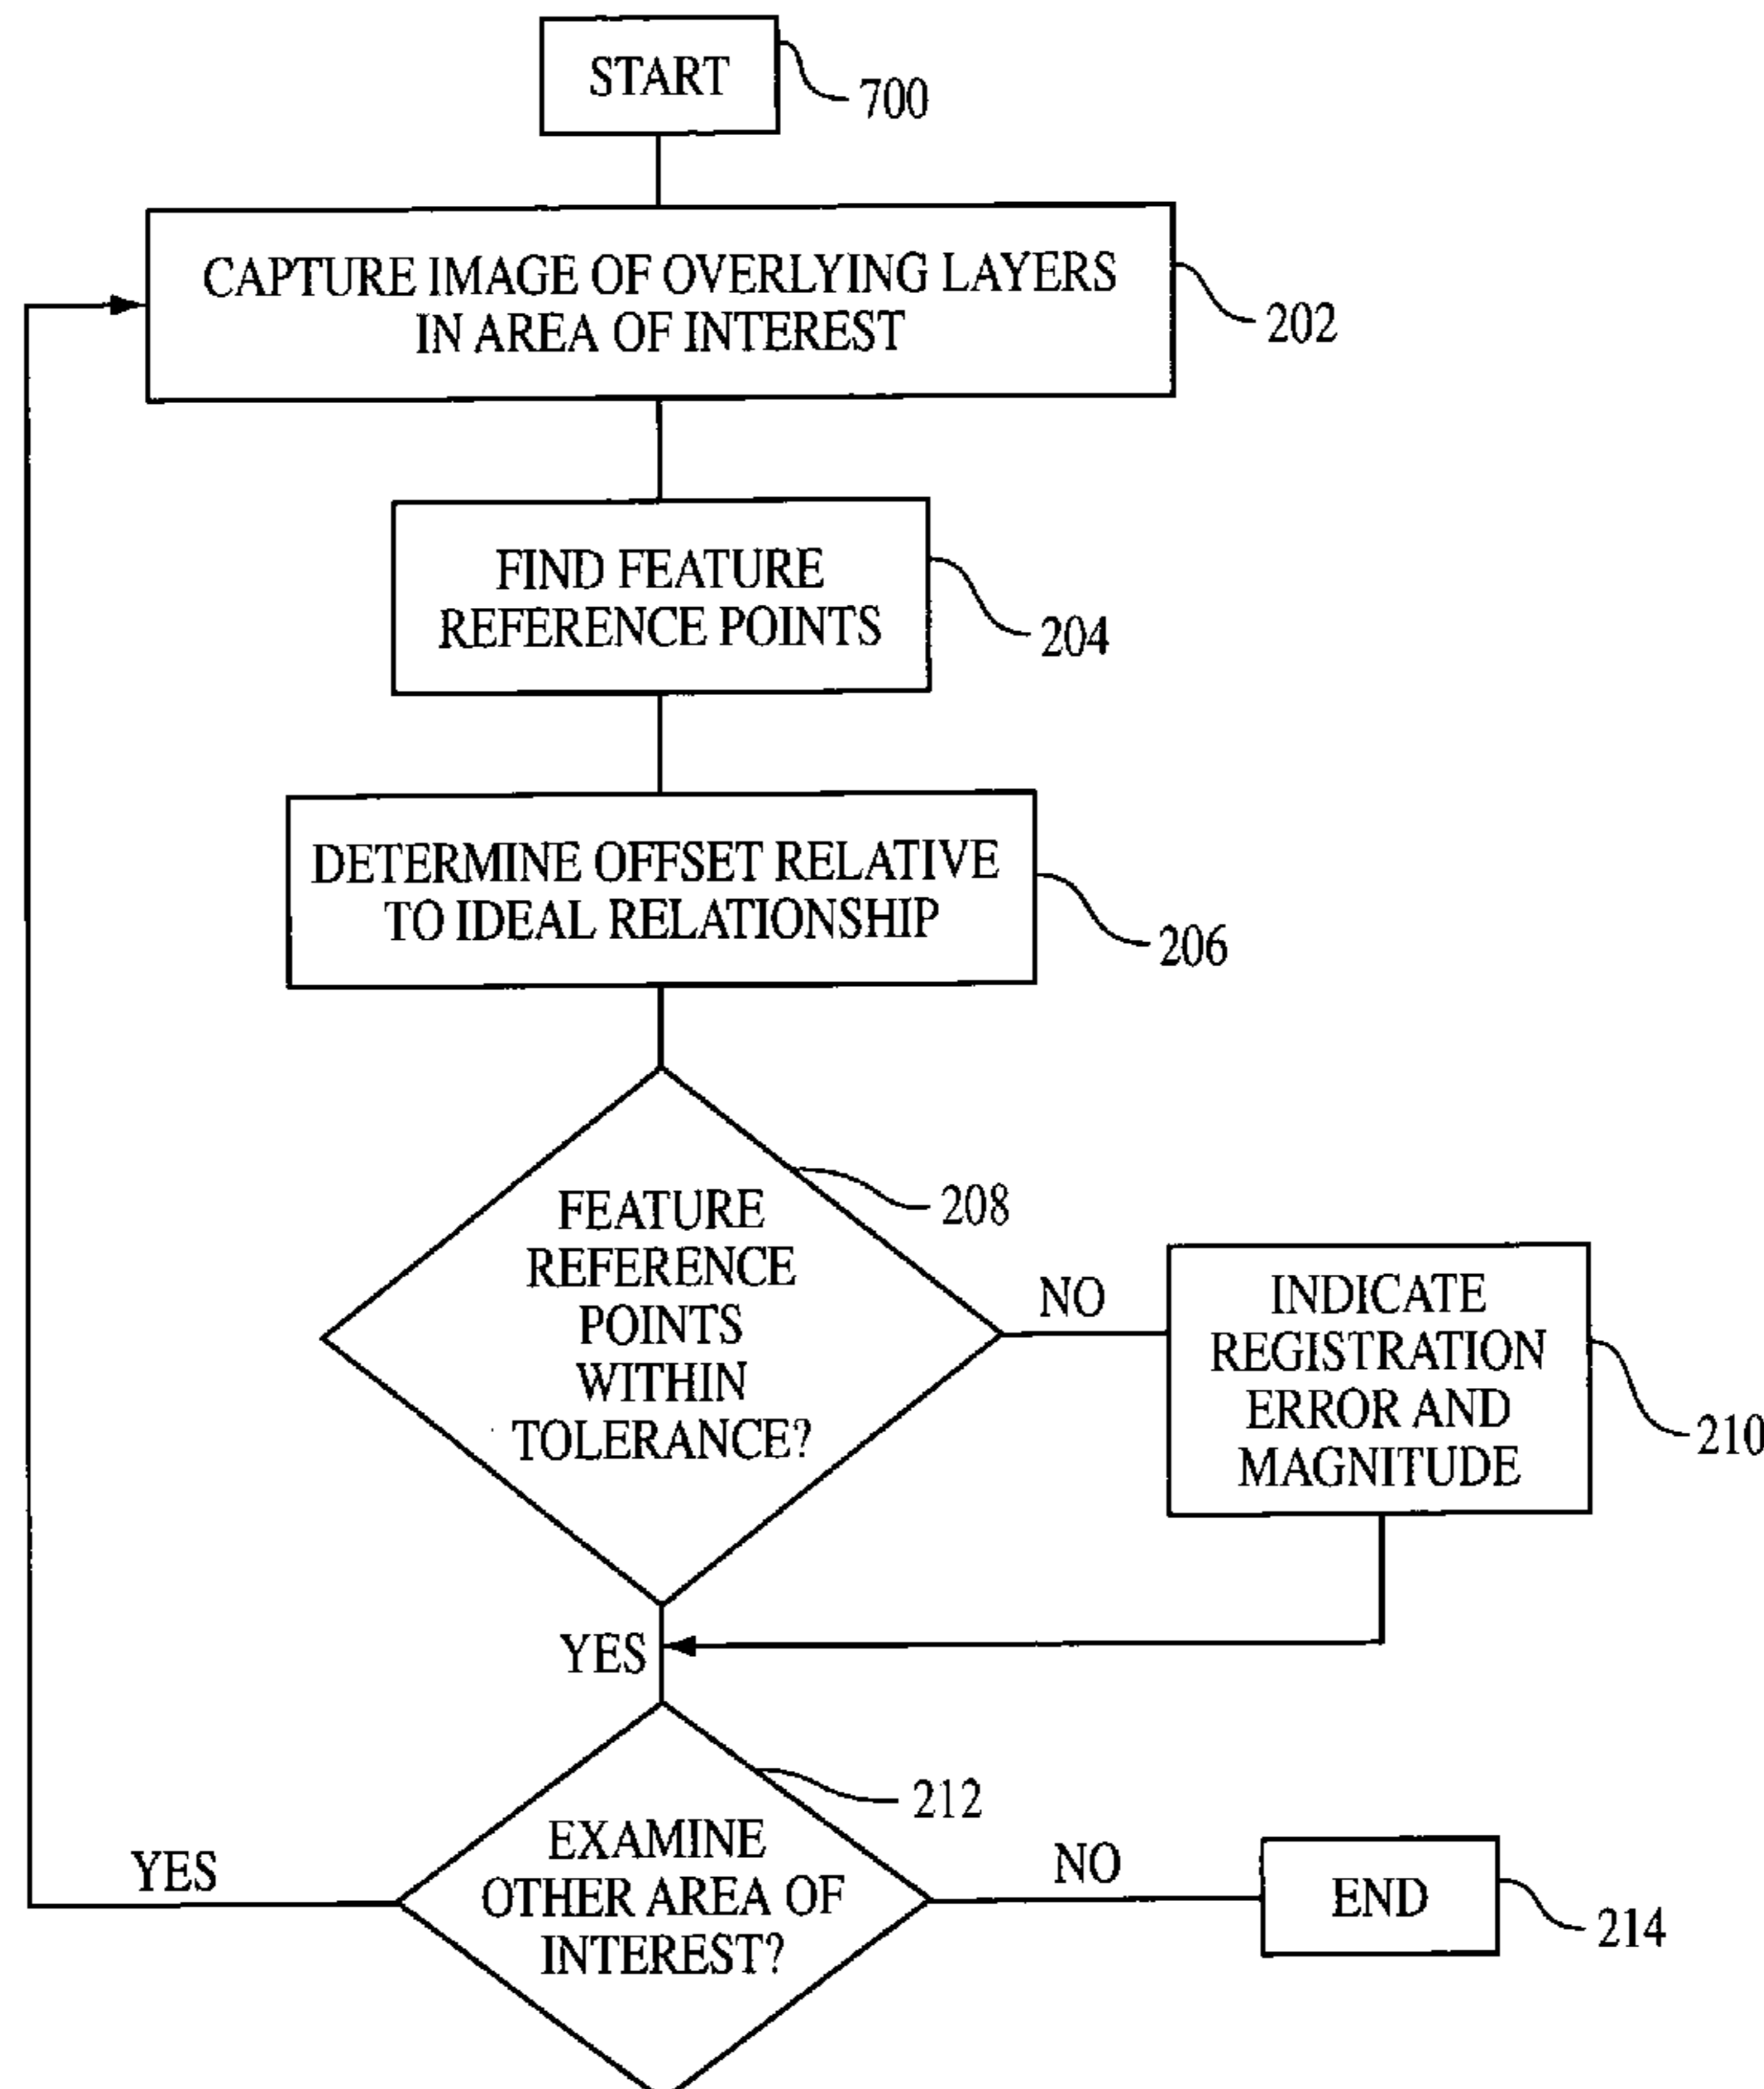 START
700
CAPTURE IMAGE OF OVERLYING LAYERS
IN AREA OF INTEREST
202
FIND FEATURE
REFERENCE POINTS
204
DETERMINE OFFSET RELATIVE
TO IDEAL RELATIONSHIP
206
FEATURE
REFERENCE
POINTS
WITHIN
TOLERANCE?
208
NO
INDICATE
REGISTRATION
ERROR AND
MAGNITUDE
210
YES
EXAMINE
OTHER AREA OF
INTEREST?
212
YES
NO
END
214